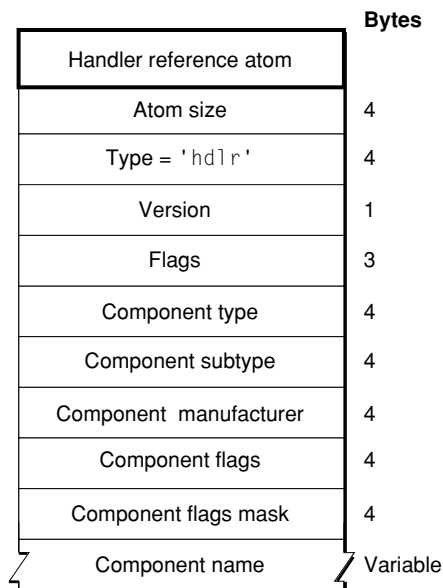 Bytes
Handler reference atom
Atom size 4
Type = 'hdlr' 4
Version 1
Flags 3
Component type 4
Component subtype 4
Component manufacturer 4
Component flags 4
Component flags mask 4
Component name Variable